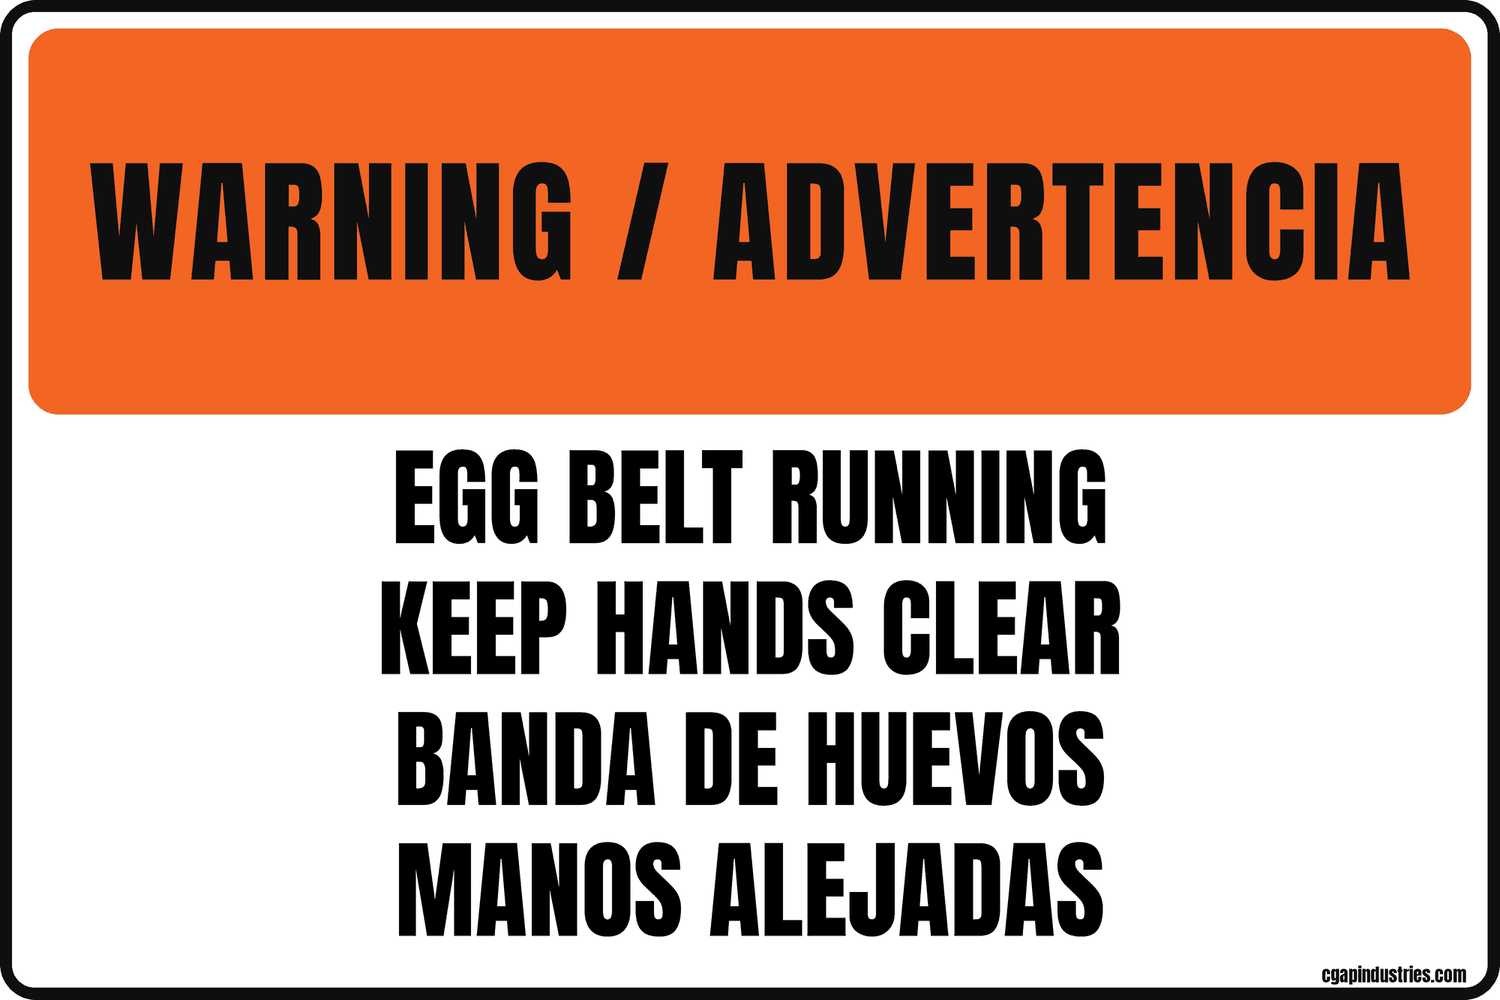 WARNING / ADVERTENCIA
EGG BELT RUNNING
KEEP HANDS CLEAR
BANDA DE HUEVOS
MANOS ALEJADAS
cgapindustries.com